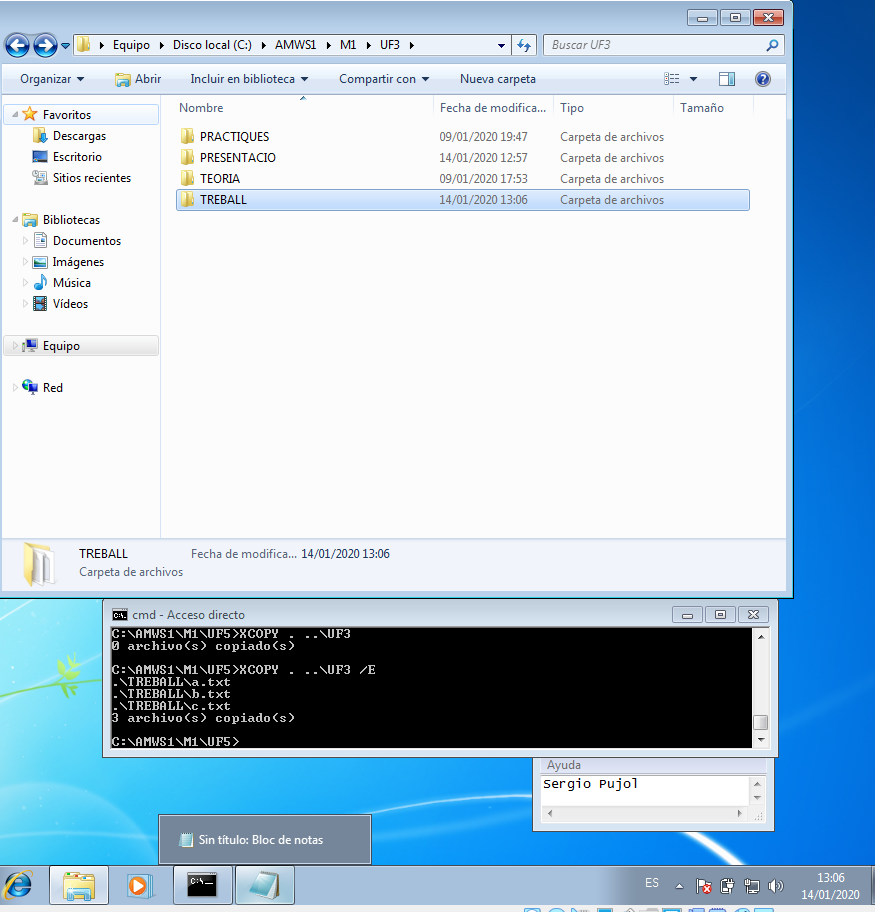 Equipo Disco local (C:) AMWS1 M1 UF3 Buscar UF3
Organizar Abrir Incluir en biblioteca Compartir con Nueva carpeta
Favoritos
Descargas
Escritorio
Sitios recientes
Bibliotecas
Documentos
Imágenes
Música
Vídeos
Equipo
Red
Nombre Fecha de modifica... Tipo Tamaño
PRACTIQUES 09/01/2020 19:47 Carpeta de archivos
PRESENTACIO 14/01/2020 12:57 Carpeta de archivos
TEORIA 09/01/2020 17:53 Carpeta de archivos
TREBALL 14/01/2020 13:06 Carpeta de archivos
TREBALL Fecha de modifica... 14/01/2020 13:06
Carpeta de archivos
cmd - Acceso directo
C:\AMWS1\M1\UF5>XCOPY . ..\UF3
0 archivo(s) copiado(s)
C:\AMWS1\M1\UF5>XCOPY . ..\UF3 /E
.\TREBALL\a.txt
.\TREBALL\b.txt
.\TREBALL\c.txt
3 archivo(s) copiado(s)
C:\AMWS1\M1\UF5>
Ayuda
Sergio Pujol
Sin título: Bloc de notas
ES
13:06
14/01/2020